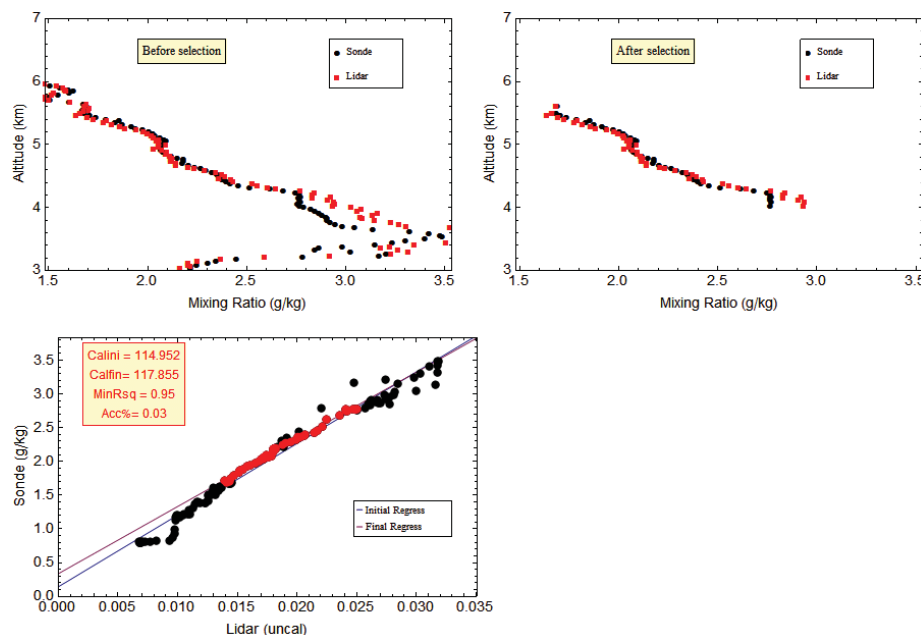 7
6
5
4
3
Altitude (km)
Before selection
Sonde
Lidar
1.5 2.0 2.5 3.0 3.5
Mixing Ratio (g/kg)
7
6
5
4
3
Altitude (km)
After selection
Sonde
Lidar
1.5 2.0 2.5 3.0 3.5
Mixing Ratio (g/kg)
3.5
3.0
2.5
2.0
1.5
1.0
0.5
0.0
Sonde (g/kg)
Calini = 114.952
Calfin = 117.855
MinRsq = 0.95
Acc%= 0.03
Initial Regress
Final Regress
0.000 0.005 0.010 0.015 0.020 0.025 0.030 0.035
Lidar (uncal)